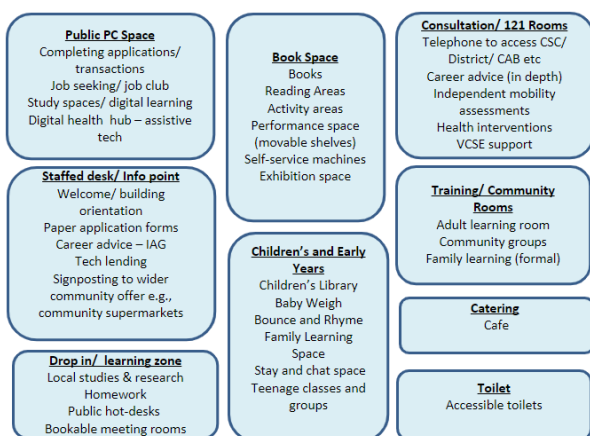 Public PC Space
Completing applications/
transactions
Job seeking/ job club
Study spaces/ digital learning
Digital health hub – assistive
tech
Staffed desk/ Info point
Welcome/ building
orientation
Paper application forms
Career advice – IAG
Tech lending
Signposting to wider
community offer e.g.,
community supermarkets
Drop in/ learning zone
Local studies & research
Homework
Public hot-desks
Bookable meeting rooms
Book Space
Books
Reading Areas
Activity areas
Performance space
(movable shelves)
Self-service machines
Exhibition space
Children's and Early
Years
Children's Library
Baby Weigh
Bounce and Rhyme
Family Learning
Space
Stay and chat space
Teenage classes and
groups
Consultation/ 121 Rooms
Telephone to access CSC/
District/ CAB etc
Career advice (in depth)
Independent mobility
assessments
Health interventions
VCSE support
Training/ Community
Rooms
Adult learning room
Community groups
Family learning (formal)
Catering
Cafe
Toilet
Accessible toilets